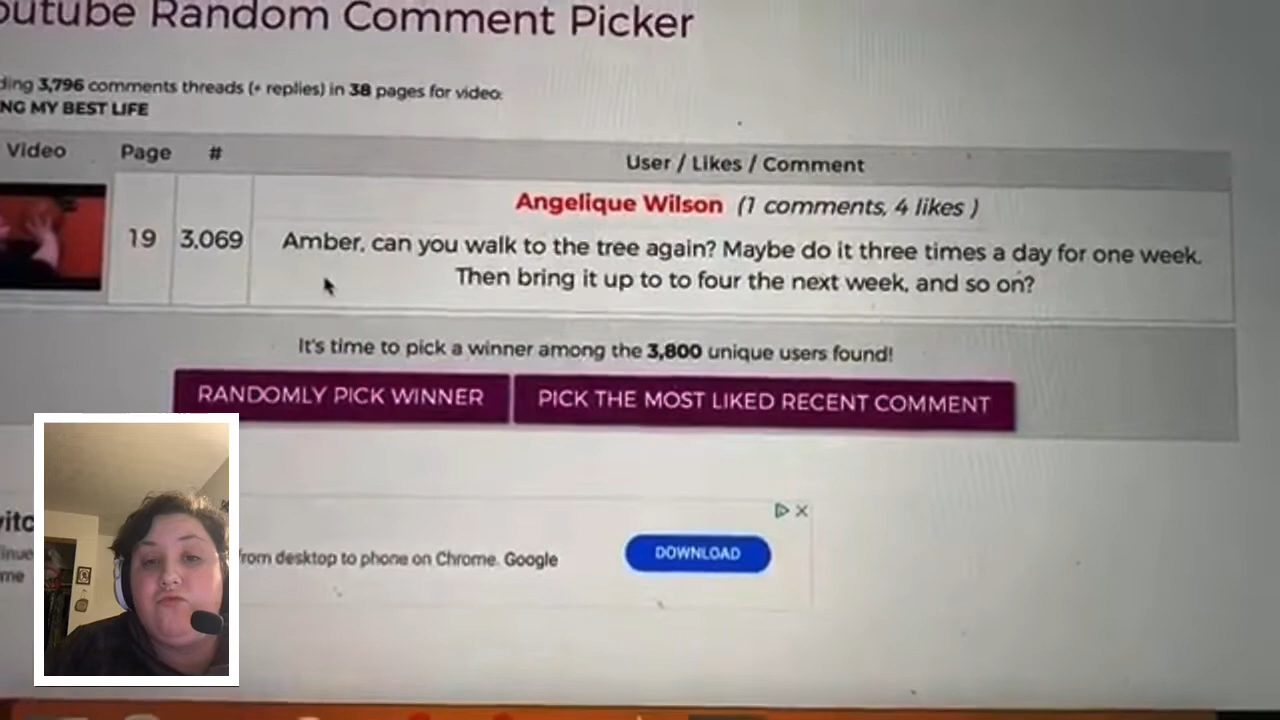 outube Random Comment Picker
ding 3,796 comments threads (+ replies) in 38 pages for video:
NG MY BEST LIFE
Video Page # User / Likes / Comment
Angelique Wilson (1 comments, 4 likes )
19 3,069 Amber, can you walk to the tree again? Maybe do it three times a day for one week.
Then bring it up to to four the next week, and so on?
It's time to pick a winner among the 3,800 unique users found!
RANDOMLY PICK WINNER PICK THE MOST LIKED RECENT COMMENT
vitc
inue
from desktop to phone on Chrome. Google
me
DOWNLOAD